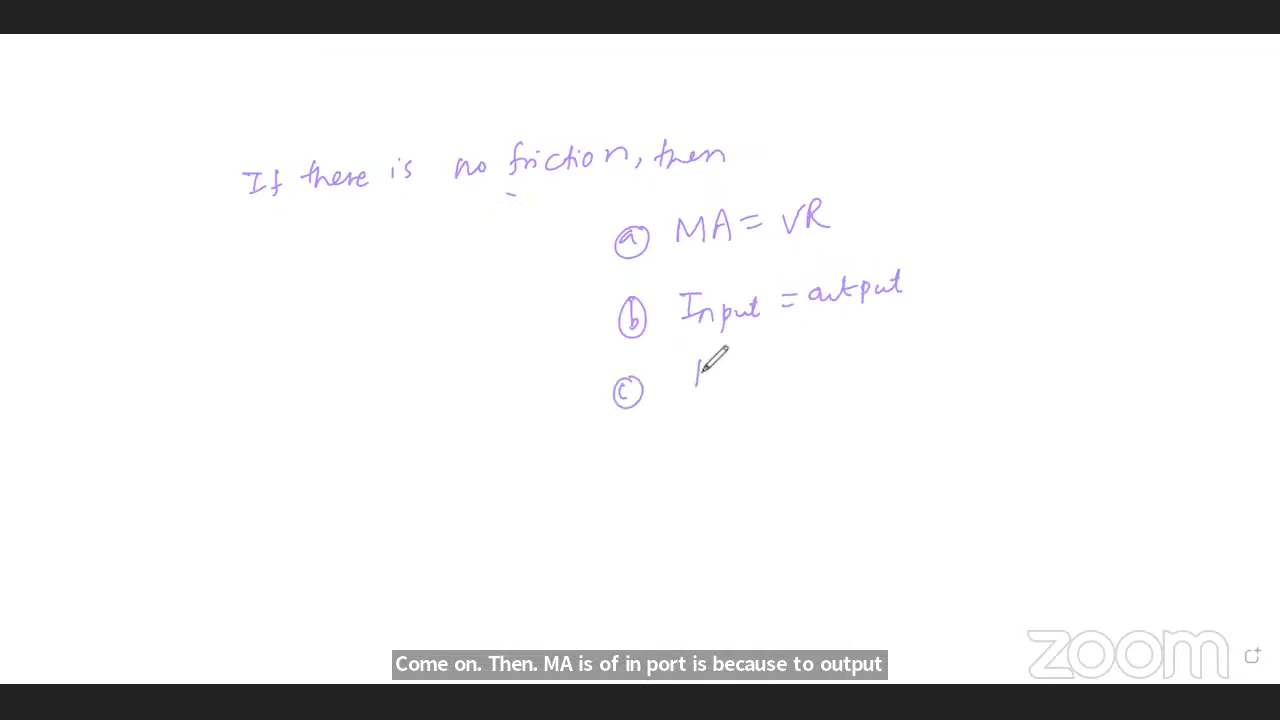 If there is no friction, then
(a) MA = VR
(b) Input = output
(c)
Come on. Then. MA is of in port is because to output
zoom